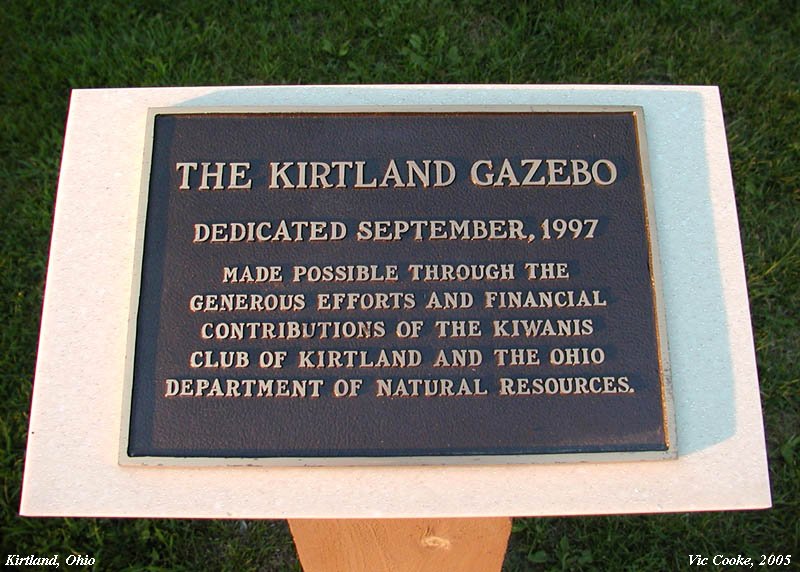 THE KIRTLAND GAZEBO
DEDICATED SEPTEMBER, 1997
MADE POSSIBLE THROUGH THE
GENEROUS EFFORTS AND FINANCIAL
CONTRIBUTIONS OF THE KIWANIS
CLUB OF KIRTLAND AND THE OHIO
DEPARTMENT OF NATURAL RESOURCES.
Kirtland, Ohio
Vic Cooke, 2005